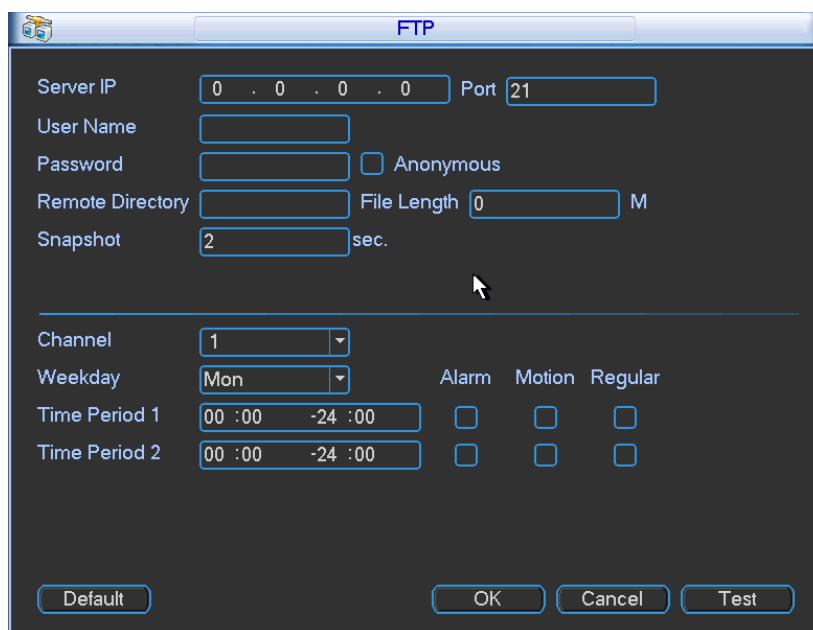 FTP
Server IP 0 . 0 . 0 . 0 Port 21
User Name
Password Anonymous
Remote Directory File Length 0 M
Snapshot 2 sec.
Channel 1
Weekday Mon Alarm Motion Regular
Time Period 1 00 :00 -24 :00
Time Period 2 00 :00 -24 :00
Default OK Cancel Test